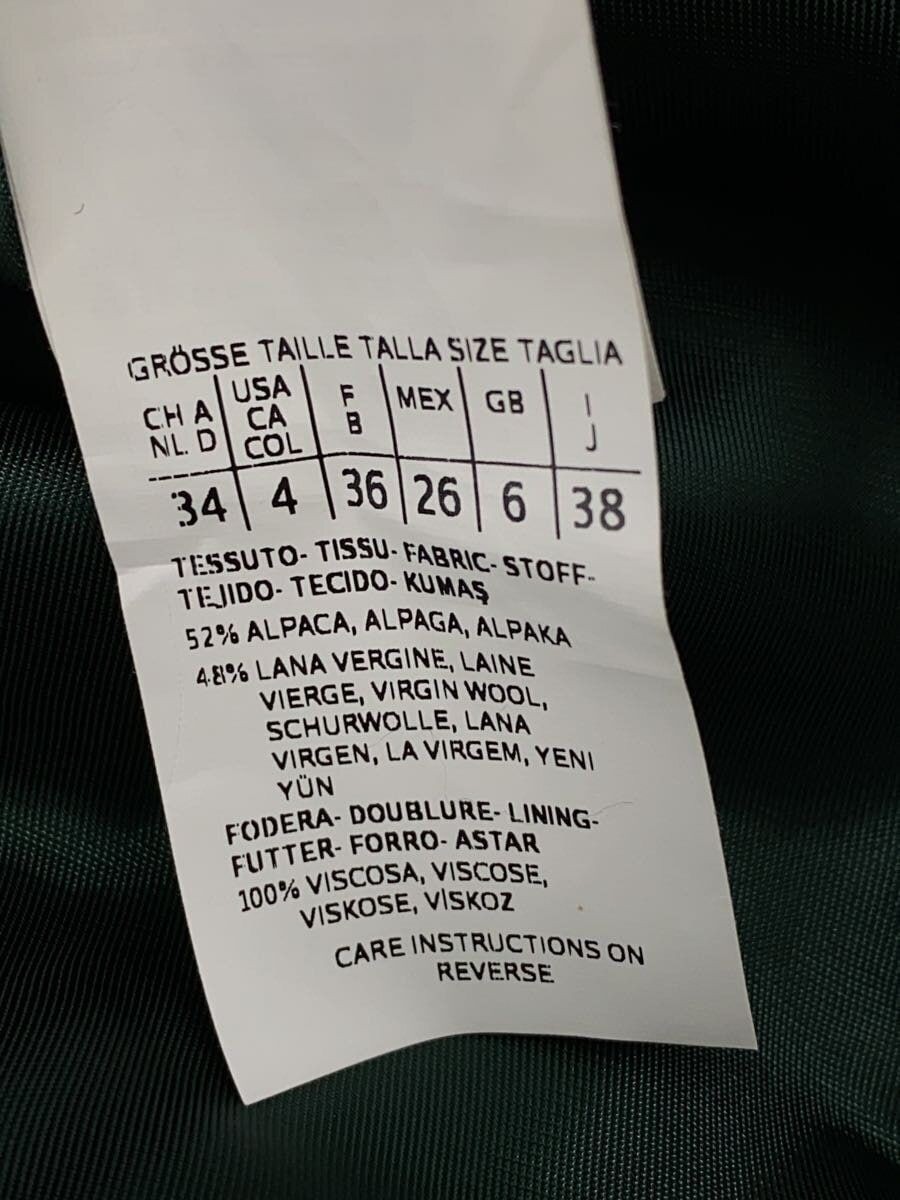 GRÖSSE TAILLE TALLA SIZE TAGLIA
CH A USA F MEX GB I
NL. D CA B J
COL
34 4 36 26 6 38
TESSUTO- TISSU- FABRIC- STOFF-
TEJIDO- TECIDO- KUMAŞ
52% ALPACA, ALPAGA, ALPAKA
48% LANA VERGINE, LAINE
VIERGE, VIRGIN WOOL,
SCHURWOLLE, LANA
VIRGEN, LA VIRGEM, YENI
YÜN
FODERA- DOUBLURE- LINING-
FUTTER- FORRO- ASTAR
100% VISCOSA, VISCOSE,
VISKOSE, VİSKOZ
CARE INSTRUCTIONS ON
REVERSE